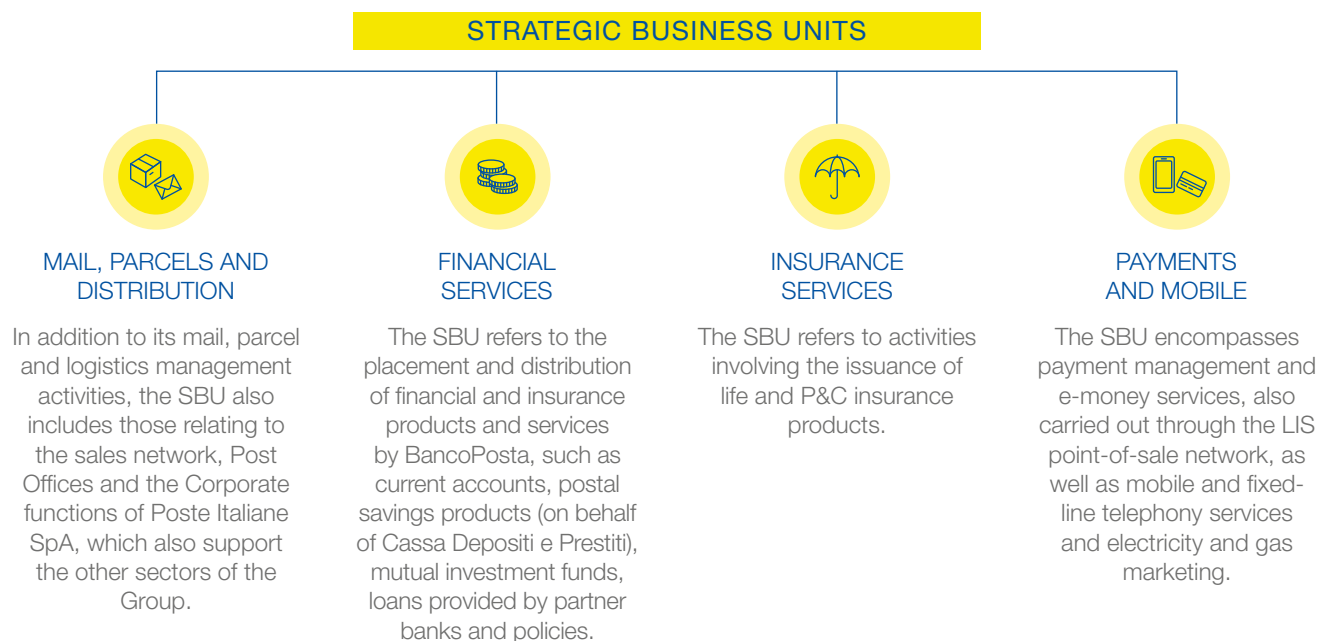 STRATEGIC BUSINESS UNITS
MAIL, PARCELS AND
DISTRIBUTION
In addition to its mail, parcel
and logistics management
activities, the SBU also
includes those relating to
the sales network, Post
Offices and the Corporate
functions of Poste Italiane
SpA, which also support
the other sectors of the
Group.
FINANCIAL
SERVICES
The SBU refers to the
placement and distribution
of financial and insurance
products and services
by BancoPosta, such as
current accounts, postal
savings products (on behalf
of Cassa Depositi e Prestiti),
mutual investment funds,
loans provided by partner
banks and policies.
INSURANCE
SERVICES
The SBU refers to activities
involving the issuance of
life and P&C insurance
products.
PAYMENTS
AND MOBILE
The SBU encompasses
payment management and
e-money services, also
carried out through the LIS
point-of-sale network, as
well as mobile and fixed-
line telephony services
and electricity and gas
marketing.